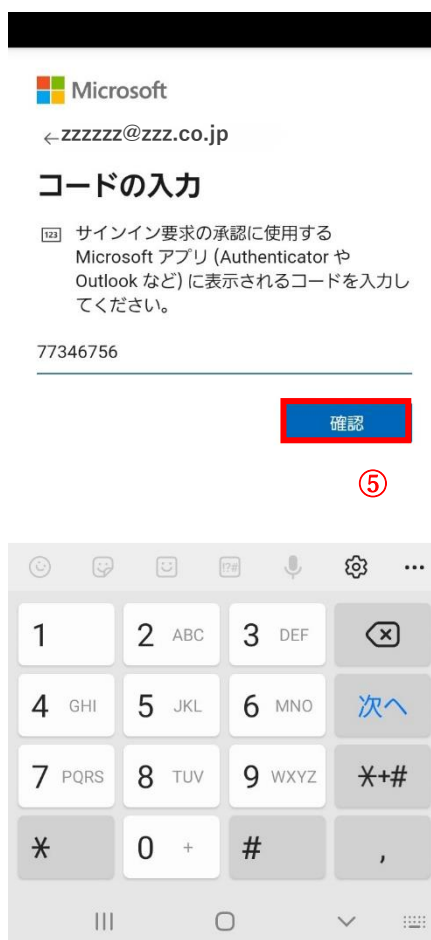 Microsoft
←zzzzzz@zzz.co.jp
コードの入力
123 サインイン要求の承認に使用する
Microsoft アプリ (Authenticator や
Outlook など) に表示されるコードを入力し
てください。
77346756
確認
⑤
!?#
1
2 ABC
3 DEF
4 GHI
5 JKL
6 MNO
次へ
7 PQRS
8 TUV
9 WXYZ
*+#
*
0 +
#
,